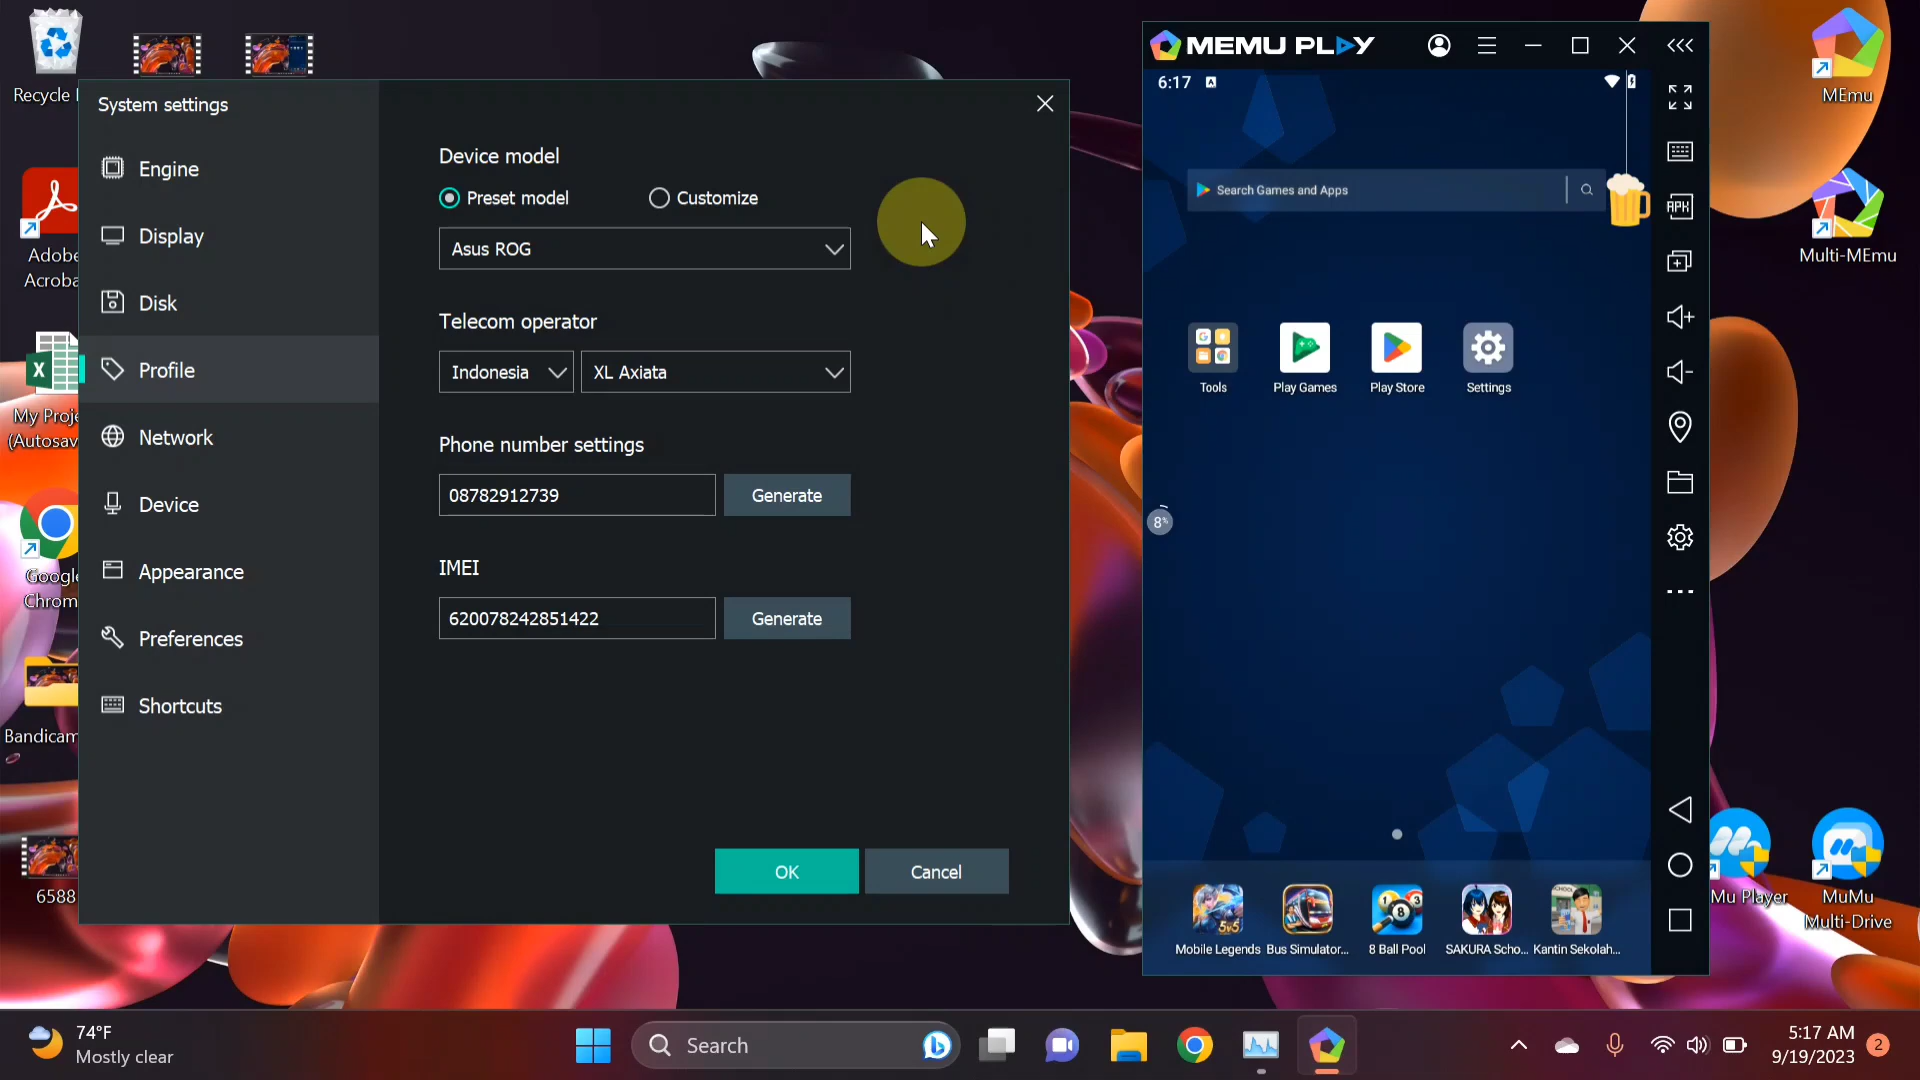 Recycle
Adobe
Acroba
My Proje
(Autosav
Google
Chrom
Bandicam
6588
System settings
Engine
Display
Disk
Profile
Network
Device
Appearance
Preferences
Shortcuts
Device model
Preset model
Customize
Asus ROG
Telecom operator
Indonesia
XL Axiata
Phone number settings
08782912739
Generate
IMEI
620078242851422
Generate
OK
Cancel
MEMU PLAY
6:17
Search Games and Apps
8%
Tools
Play Games
Play Store
Settings
5v5
Mobile Legends
Bus Simulator...
8 Ball Pool
SAKURA Scho...
Kantin Sekolah...
APK
MEmu
Multi-MEmu
Mu Player
MuMu
Multi-Drive
74°F
Mostly clear
Search
5:17 AM
9/19/2023
2